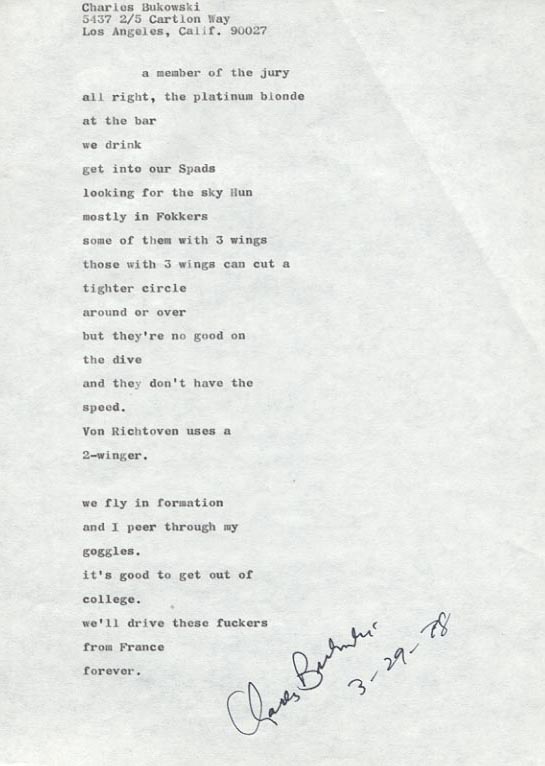 Charles Bukowski
5437 2/5 Cartlon Way
Los Angeles, Calif. 90027
a member of the jury
all right, the platinum blonde
at the bar
we drink
get into our Spads
looking for the sky Hun
mostly in Fokkers
some of them with 3 wings
those with 3 wings can cut a
tighter circle
around or over
but they're no good on
the dive
and they don't have the
speed.
Von Richtoven uses a
2-winger.
we fly in formation
and I peer through my
goggles.
it's good to get out of
college.
we'll drive these fuckers
from France
forever.
Charles Bukowski
3-29-78